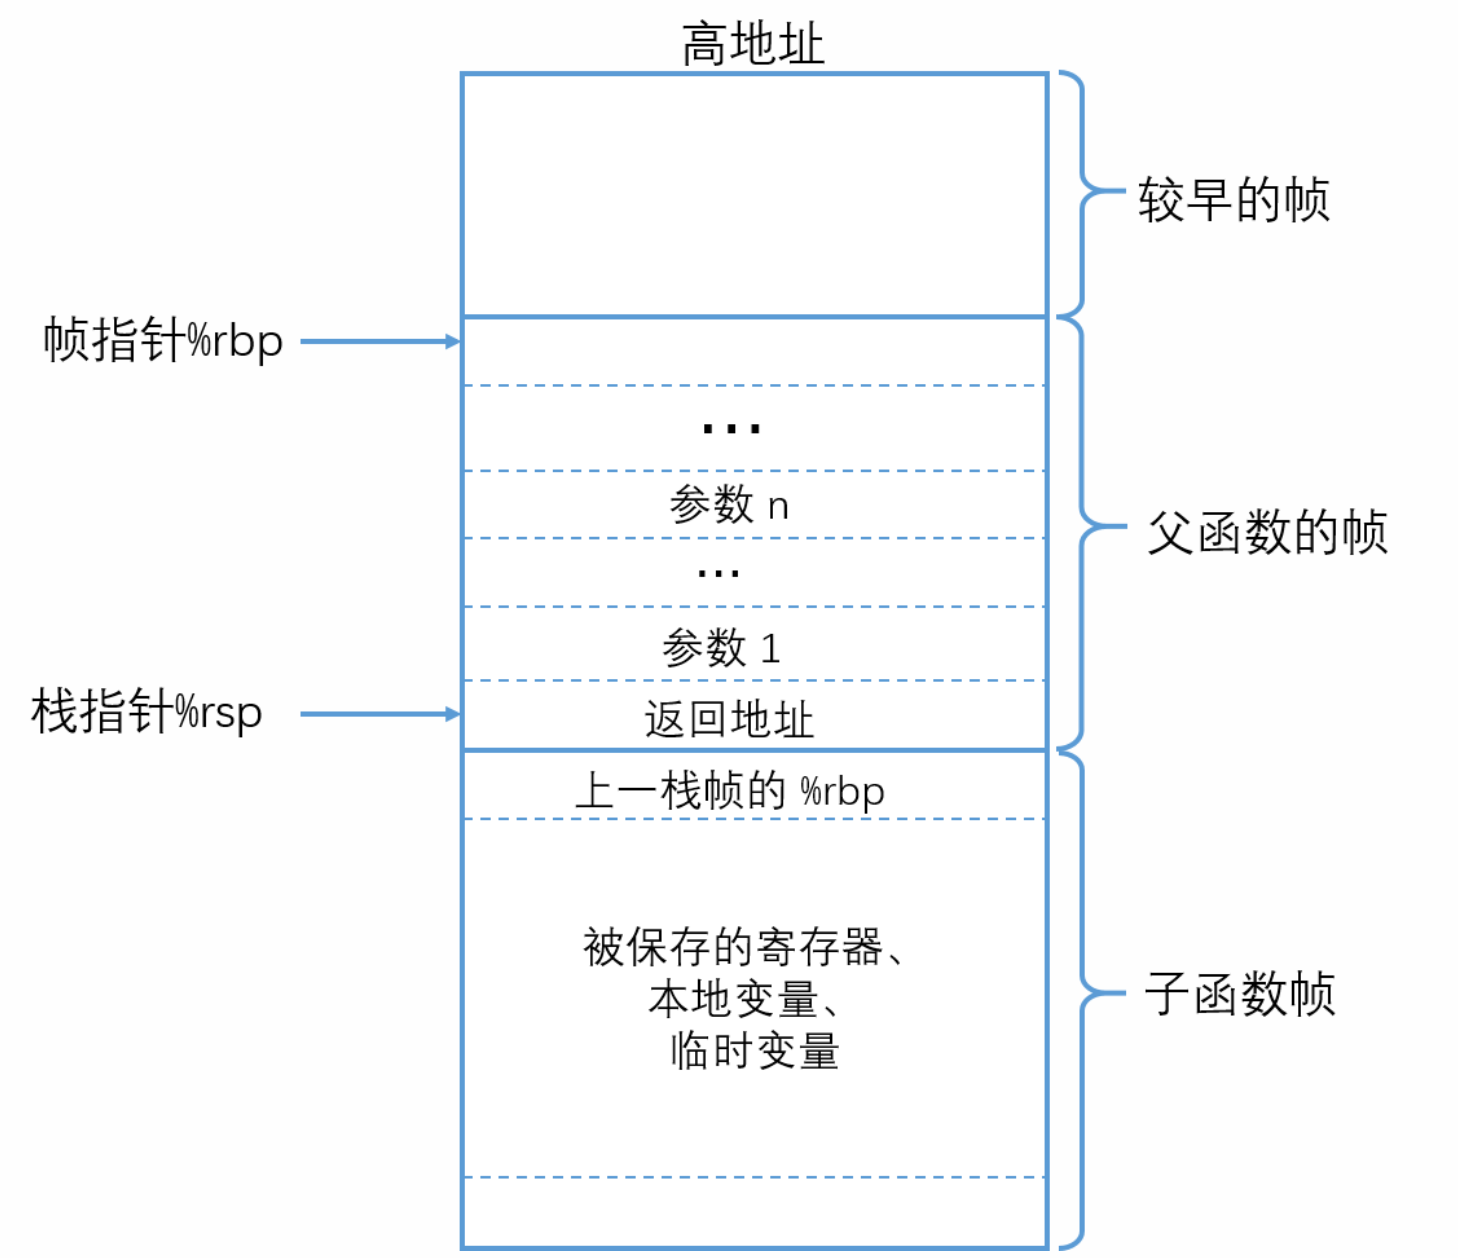 高地址
较早的帧
帧指针%rbp
...
参数 n
父函数的帧
...
参数 1
栈指针%rsp
返回地址
上一栈帧的 %rbp
被保存的寄存器、
本地变量、
临时变量
子函数帧